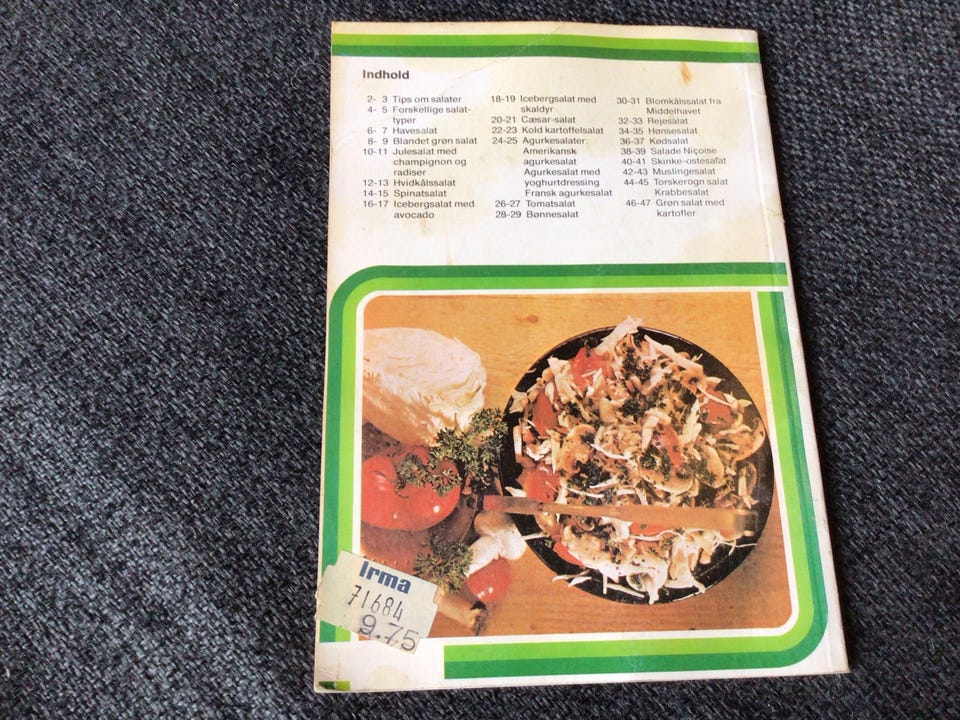 Indhold
2- 3 Tips om salater
4- 5 Forskellige salat-
typer
6- 7 Havesalat
8- 9 Blandet grøn salat
10-11 Julesalat med
champignon og
radiser
12-13 Hvidkålssalat
14-15 Spinatsalat
16-17 Icebergsalat med
avocado
18-19 Icebergsalat med
skaldyr
20-21 Cæsar-salat
22-23 Kold kartoffelsalat
24-25 Agurkesalater:
Amerikansk
agurkesalat
Agurkesalat med
yoghurtdressing
Fransk agurkesalat
26-27 Tomatsalat
28-29 Bønnesalat
30-31 Blomkålssalat fra
Middelhavet
32-33 Rejesalat
34-35 Hønsesalat
36-37 Kødsalat
38-39 Salade Niçoise
40-41 Skinke-ostesalat
42-43 Muslingesalat
44-45 Torskerogn salat
Krabbesalat
46-47 Grøn salat med
kartofler
Irma
71684
9.75